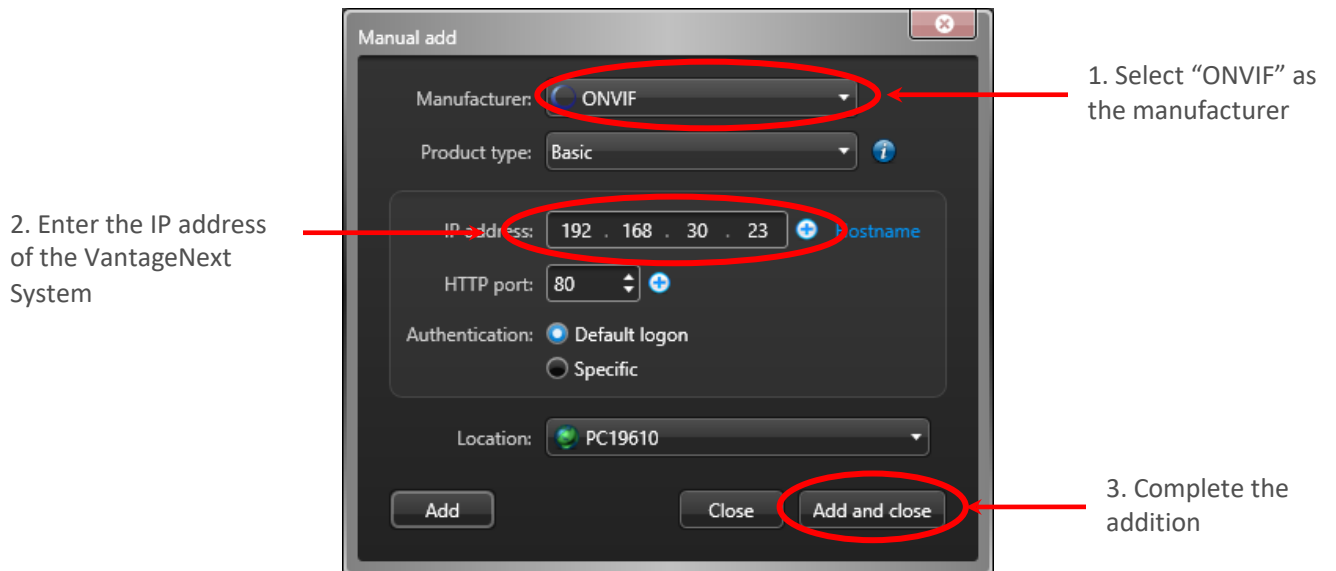 Manual add
Manufacturer: ONVIF
1. Select “ONVIF” as
the manufacturer
Product type: Basic
2. Enter the IP address
of the VantageNext
System
IP address: 192 . 168 . 30 . 23 Hostname
HTTP port: 80
Authentication: Default logon
Specific
Location: PC19610
Add Close Add and close
3. Complete the
addition